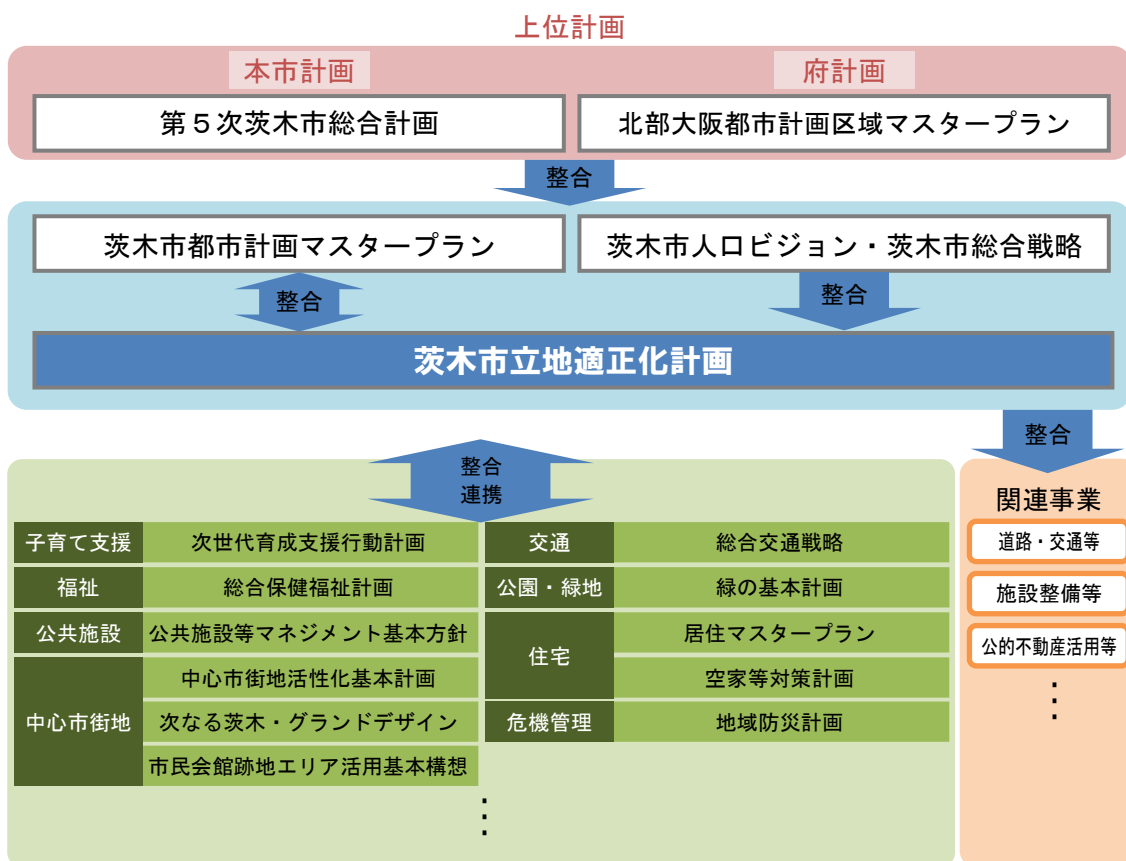 上位計画
本市計画
府計画
第５次茨木市総合計画
北部大阪都市計画区域マスタープラン
整合
茨木市都市計画マスタープラン
茨木市人口ビジョン・茨木市総合戦略
整合
整合
茨木市立地適正化計画
整合
整合
連携
子育て支援
次世代育成支援行動計画
福祉
総合保健福祉計画
公共施設
公共施設等マネジメント基本方針
中心市街地
中心市街地活性化基本計画
次なる茨木・グランドデザイン
市民会館跡地エリア活用基本構想
交通
総合交通戦略
公園・緑地
緑の基本計画
住宅
居住マスタープラン
空家等対策計画
危機管理
地域防災計画
⋮
関連事業
道路・交通等
施設整備等
公的不動産活用等
⋮